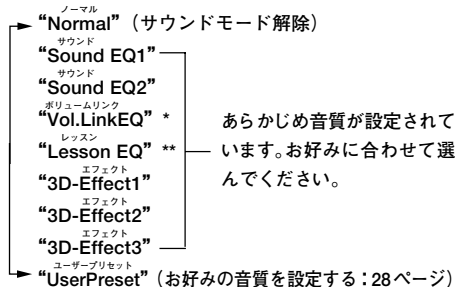 ノーマル
“Normal”（サウンドモード解除）
サウンド
“Sound EQ1”
サウンド
“Sound EQ2”
ボリュームリンク
“Vol.LinkEQ” *
レッスン
“Lesson EQ” **
エフェクト
“3D-Effect1”
エフェクト
“3D-Effect2”
エフェクト
“3D-Effect3”
あらかじめ音質が設定されて
います。お好みに合わせて選
んでください。
ユーザープリセット
“UserPreset”（お好みの音質を設定する：28ページ）